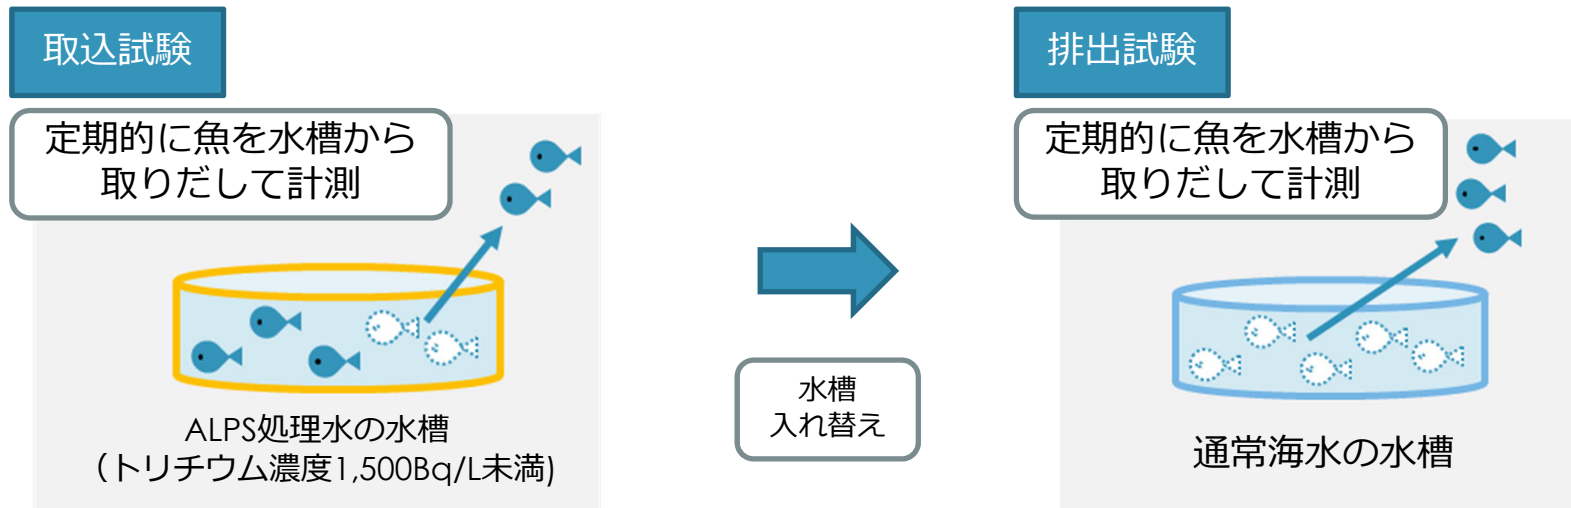 取込試験
定期的に魚を水槽から
取りだして計測
ALPS処理水の水槽
（トリチウム濃度1,500Bq/L未満)
水槽
入れ替え
排出試験
定期的に魚を水槽から
取りだして計測
通常海水の水槽